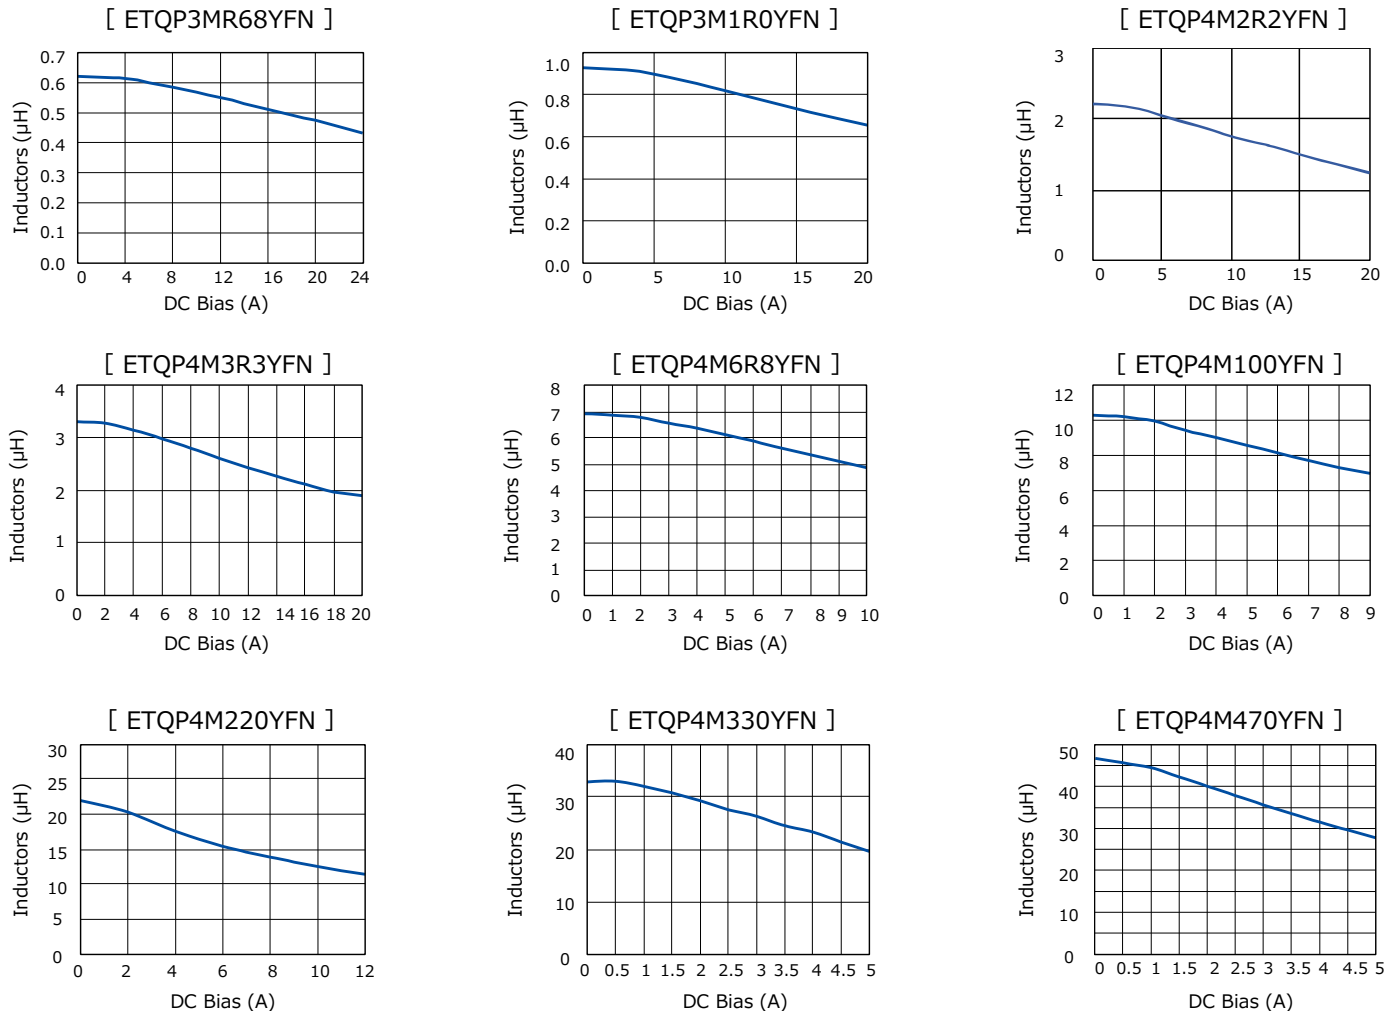 [ ETQP3MR68YFN ]
0.7
0.6
0.5
0.4
0.3
0.2
0.1
0.0
Inductors (μH)
0 4 8 12 16 20 24
DC Bias (A)
[ ETQP3M1R0YFN ]
1.0
0.8
0.6
0.4
0.2
0.0
Inductors (μH)
0 5 10 15 20
DC Bias (A)
[ ETQP4M2R2YFN ]
3
2
1
0
Inductors (μH)
0 5 10 15 20
DC Bias (A)
[ ETQP4M3R3YFN ]
4
3
2
1
0
Inductors (μH)
0 2 4 6 8 10 12 14 16 18 20
DC Bias (A)
[ ETQP4M6R8YFN ]
8
7
6
5
4
3
2
1
0
Inductors (μH)
0 1 2 3 4 5 6 7 8 9 10
DC Bias (A)
[ ETQP4M100YFN ]
12
10
8
6
4
2
0
Inductors (μH)
0 1 2 3 4 5 6 7 8 9
DC Bias (A)
[ ETQP4M220YFN ]
30
25
20
15
10
5
0
Inductors (μH)
0 2 4 6 8 10 12
DC Bias (A)
[ ETQP4M330YFN ]
40
30
20
10
0
Inductors (μH)
0 0.5 1 1.5 2 2.5 3 3.5 4 4.5 5
DC Bias (A)
[ ETQP4M470YFN ]
50
40
30
20
10
0
Inductors (μH)
0 0.5 1 1.5 2 2.5 3 3.5 4 4.5 5
DC Bias (A)